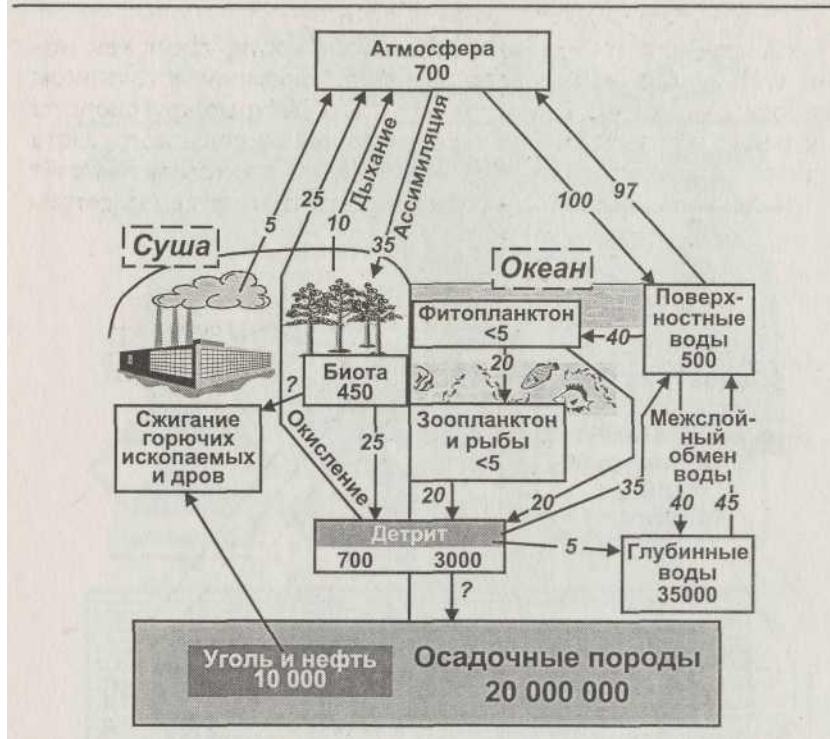 Атмосфера
700
5
25
10
Дыхание
35
Ассимиляция
100
97
Суша
Океан
Фитопланктон
<5
40
Поверх-
ностные
воды
500
20
?
Биота
450
Сжигание
горючих
ископаемых
и дров
Окисление
25
Зоопланктон
и рыбы
<5
20
20
35
Межслой-
ный
обмен
воды
40
45
Детрит
700
3000
5
Глубинные
воды
35000
?
Уголь и нефть
10 000
Осадочные породы
20 000 000